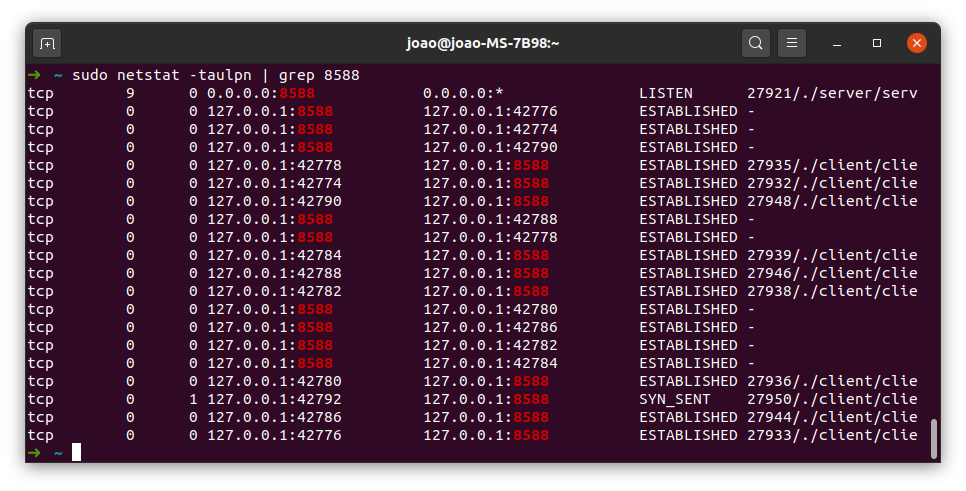 joao@joao-MS-7B98:~
➜ ~ sudo netstat -taulpn | grep 8588
tcp 9 0 0.0.0.0:8588 0.0.0.0:* LISTEN 27921/./server/serv
tcp 0 0 127.0.0.1:8588 127.0.0.1:42776 ESTABLISHED -
tcp 0 0 127.0.0.1:8588 127.0.0.1:42774 ESTABLISHED -
tcp 0 0 127.0.0.1:8588 127.0.0.1:42790 ESTABLISHED -
tcp 0 0 127.0.0.1:42778 127.0.0.1:8588 ESTABLISHED 27935/./client/clie
tcp 0 0 127.0.0.1:42774 127.0.0.1:8588 ESTABLISHED 27932/./client/clie
tcp 0 0 127.0.0.1:42790 127.0.0.1:8588 ESTABLISHED 27948/./client/clie
tcp 0 0 127.0.0.1:8588 127.0.0.1:42788 ESTABLISHED -
tcp 0 0 127.0.0.1:8588 127.0.0.1:42778 ESTABLISHED -
tcp 0 0 127.0.0.1:42784 127.0.0.1:8588 ESTABLISHED 27939/./client/clie
tcp 0 0 127.0.0.1:42788 127.0.0.1:8588 ESTABLISHED 27946/./client/clie
tcp 0 0 127.0.0.1:42782 127.0.0.1:8588 ESTABLISHED 27938/./client/clie
tcp 0 0 127.0.0.1:8588 127.0.0.1:42780 ESTABLISHED -
tcp 0 0 127.0.0.1:8588 127.0.0.1:42786 ESTABLISHED -
tcp 0 0 127.0.0.1:8588 127.0.0.1:42782 ESTABLISHED -
tcp 0 0 127.0.0.1:8588 127.0.0.1:42784 ESTABLISHED -
tcp 0 0 127.0.0.1:42780 127.0.0.1:8588 ESTABLISHED 27936/./client/clie
tcp 0 1 127.0.0.1:42792 127.0.0.1:8588 SYN_SENT 27950/./client/clie
tcp 0 0 127.0.0.1:42786 127.0.0.1:8588 ESTABLISHED 27944/./client/clie
tcp 0 0 127.0.0.1:42776 127.0.0.1:8588 ESTABLISHED 27933/./client/clie
➜ ~